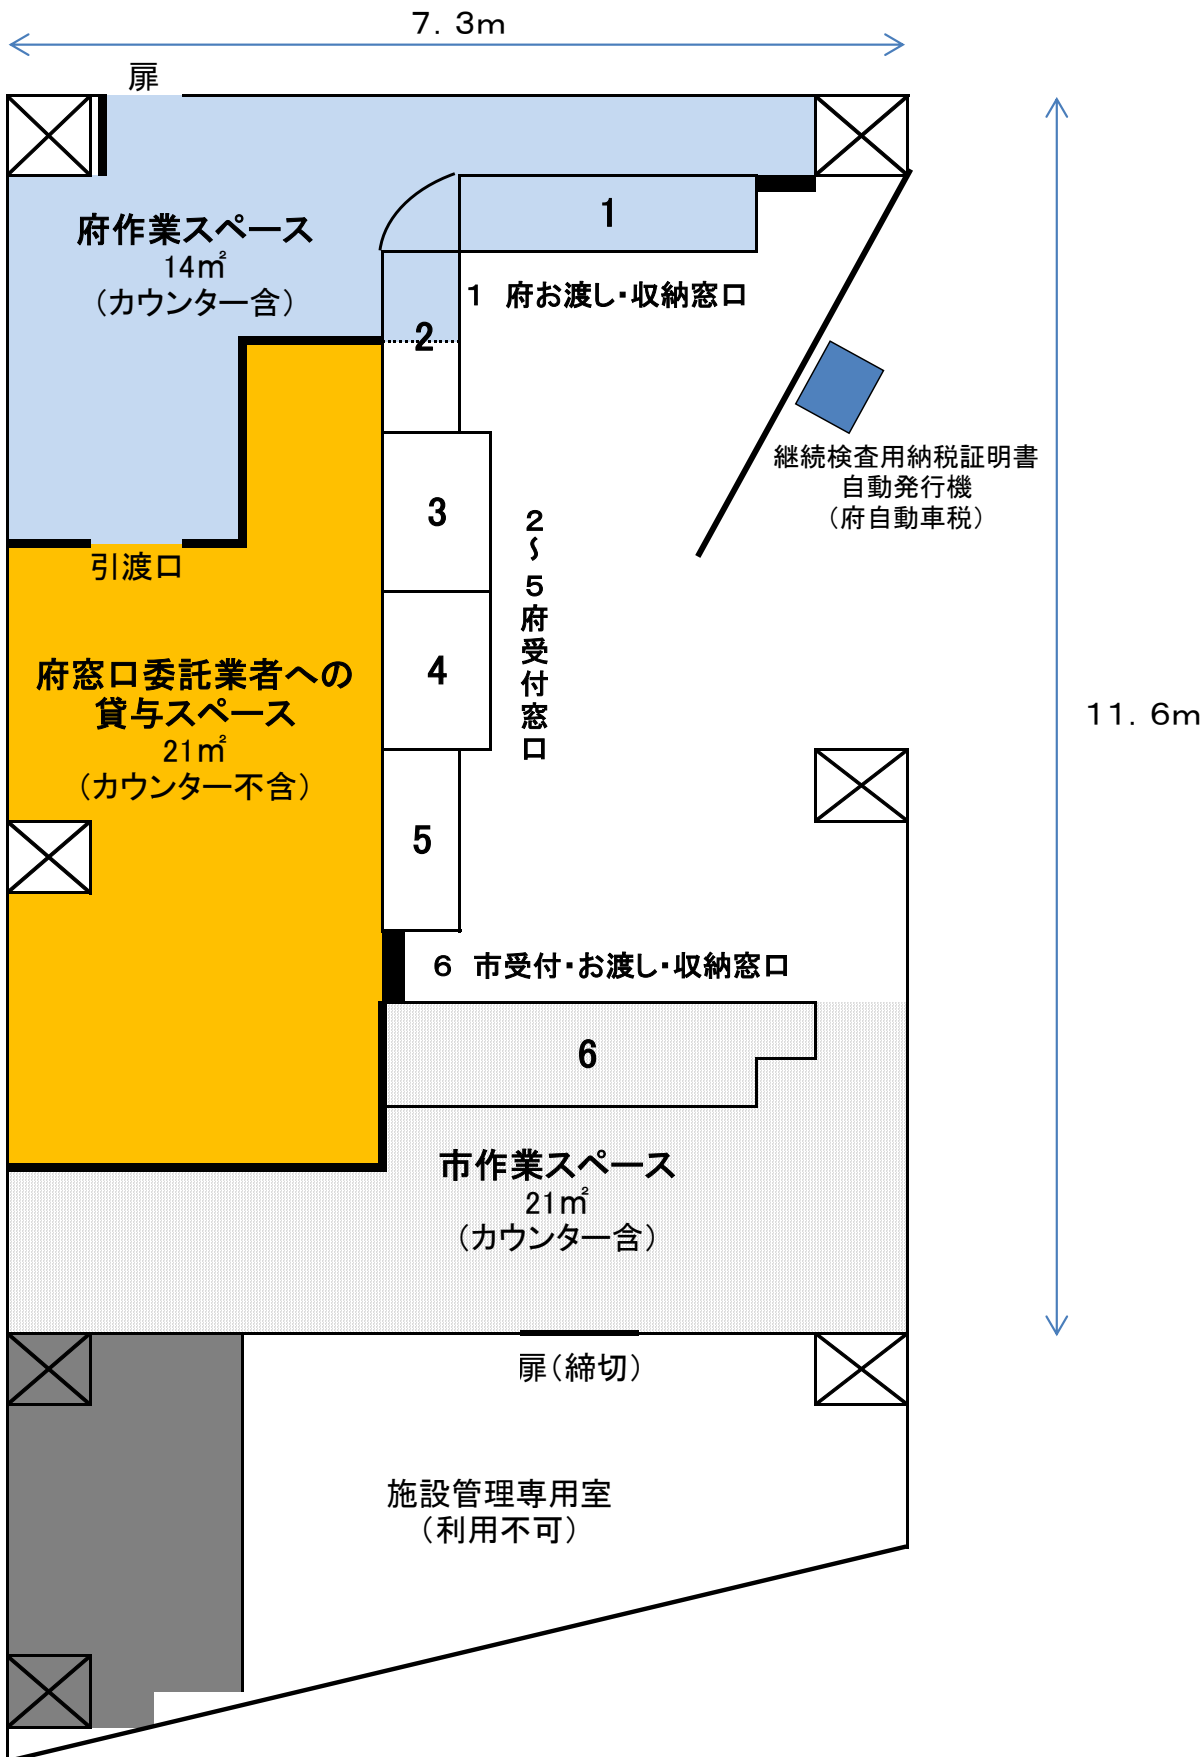 7．3m
扉
府作業スペース
14㎡
（カウンター含）
1
1　府お渡し・収納窓口
2
継続検査用納税証明書
自動発行機
（府自動車税）
3
2～5府受付窓口
引渡口
府窓口委託業者への
貸与スペース
21㎡
（カウンター不含）
4
11．6m
5
6　市受付・お渡し・収納窓口
6
市作業スペース
21㎡
（カウンター含）
扉（締切）
施設管理専用室
（利用不可）